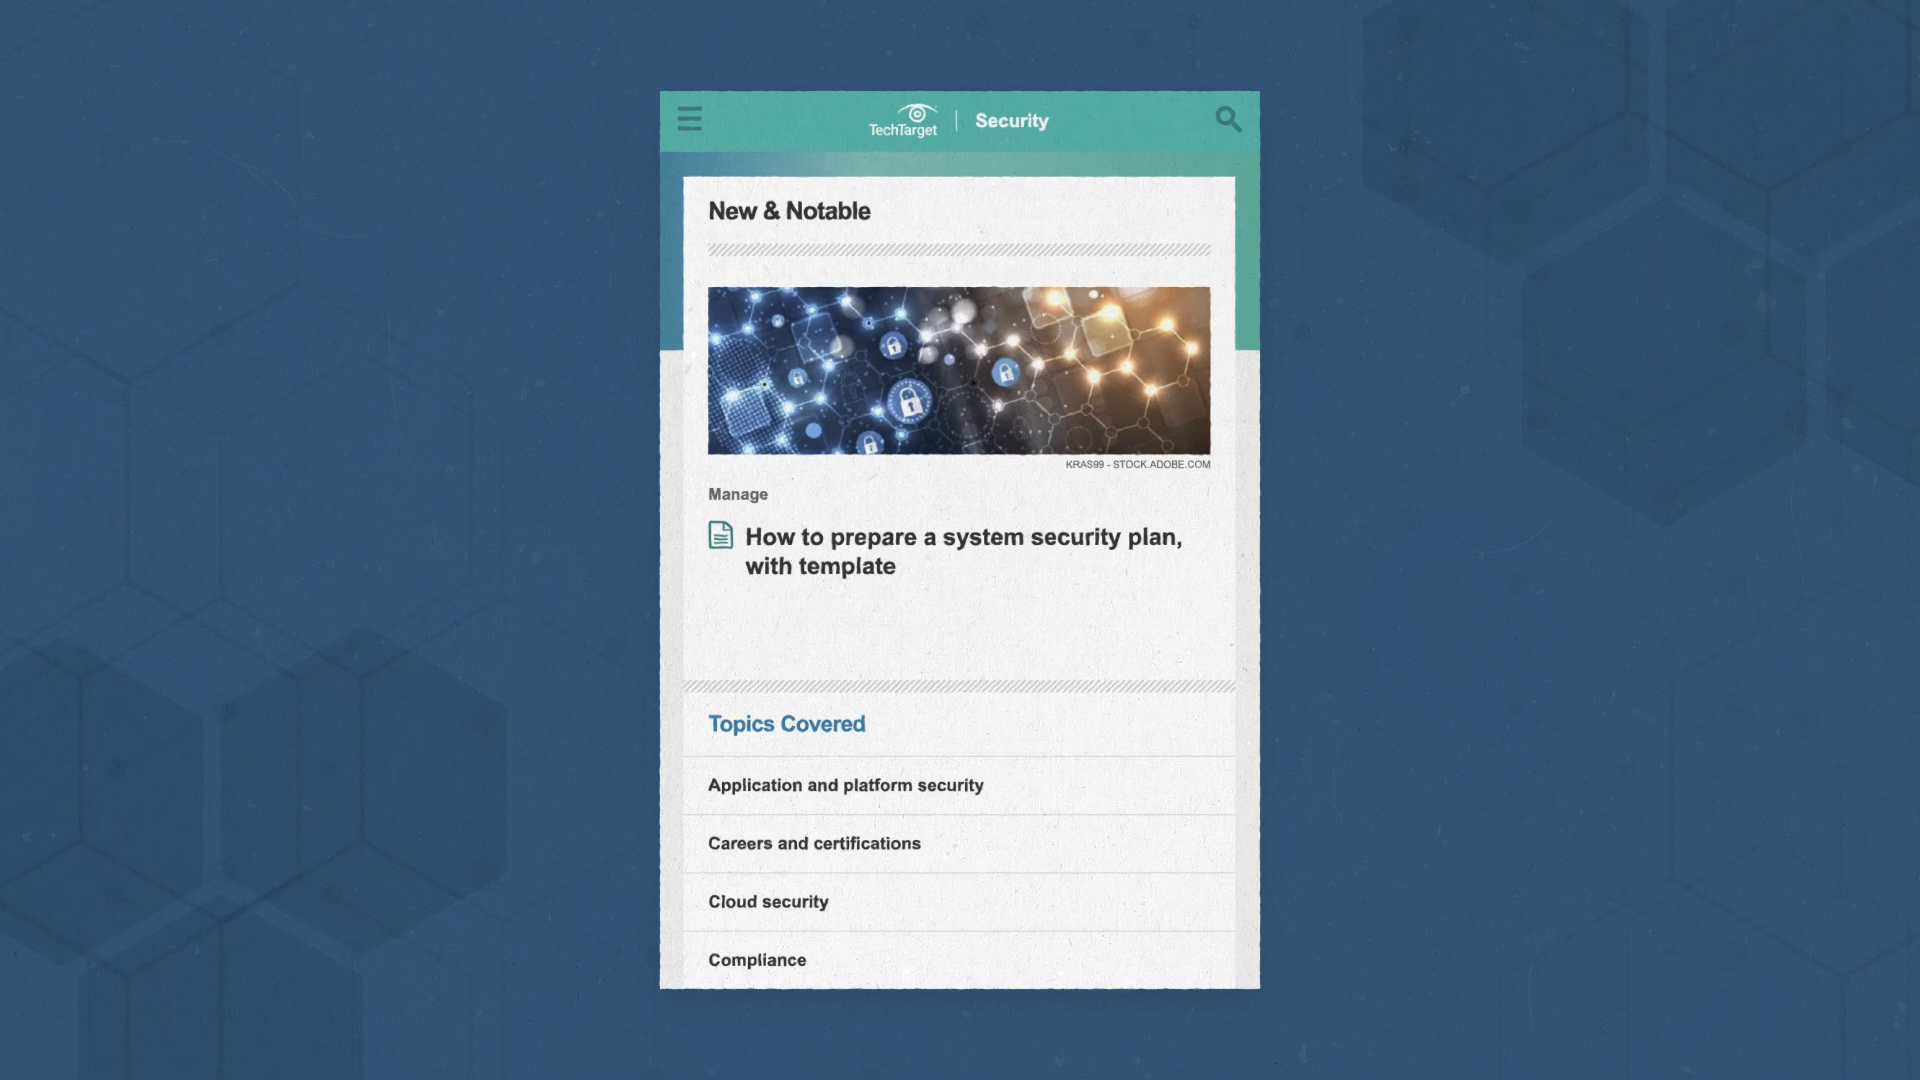 TechTarget | Security
New & Notable
KRAS99 - STOCK.ADOBE.COM
Manage
How to prepare a system security plan,
with template
Topics Covered
Application and platform security
Careers and certifications
Cloud security
Compliance